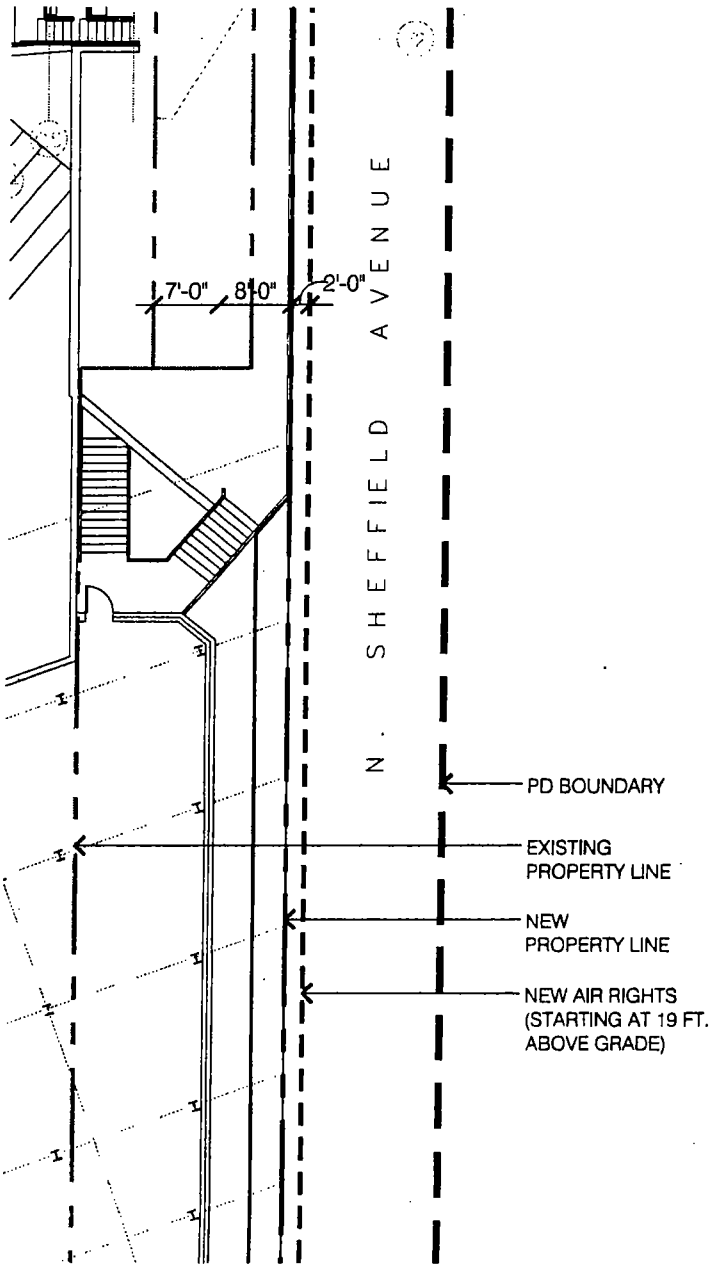 7'-0"
8'-0"
2'-0"
N. SHEFFIELD AVENUE
PD BOUNDARY
EXISTING
PROPERTY LINE
NEW
PROPERTY LINE
NEW AIR RIGHTS
(STARTING AT 19 FT.
ABOVE GRADE)